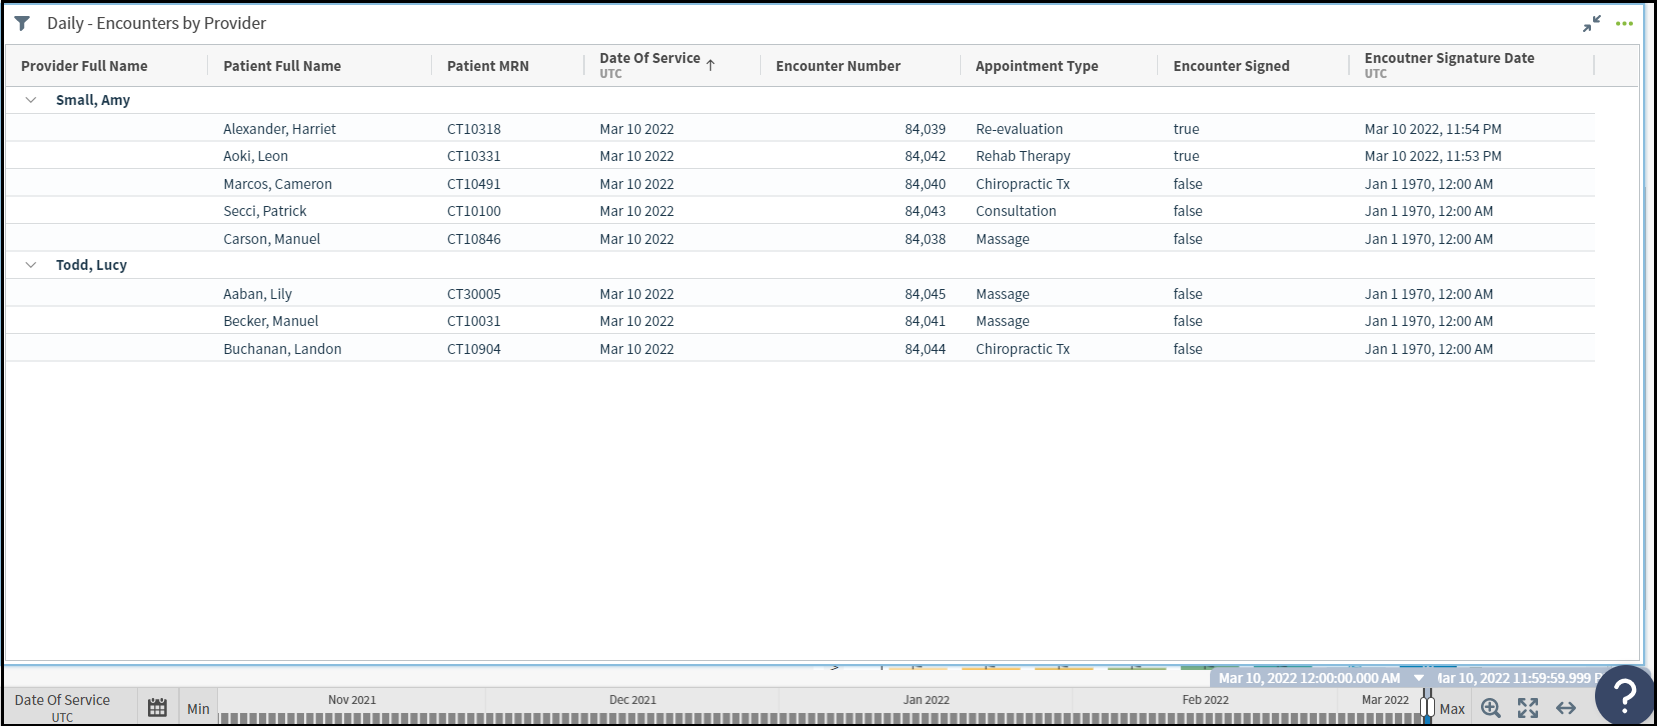 Daily - Encounters by Provider
Provider Full Name Patient Full Name Patient MRN Date Of Service UTC Encounter Number Appointment Type Encounter Signed Encoutner Signature Date UTC
Small, Amy
Alexander, Harriet CT10318 Mar 10 2022 84,039 Re-evaluation true Mar 10 2022, 11:54 PM
Aoki, Leon CT10331 Mar 10 2022 84,042 Rehab Therapy true Mar 10 2022, 11:53 PM
Marcos, Cameron CT10491 Mar 10 2022 84,040 Chiropractic Tx false Jan 1 1970, 12:00 AM
Secci, Patrick CT10100 Mar 10 2022 84,043 Consultation false Jan 1 1970, 12:00 AM
Carson, Manuel CT10846 Mar 10 2022 84,038 Massage false Jan 1 1970, 12:00 AM
Todd, Lucy
Aaban, Lily CT30005 Mar 10 2022 84,045 Massage false Jan 1 1970, 12:00 AM
Becker, Manuel CT10031 Mar 10 2022 84,041 Massage false Jan 1 1970, 12:00 AM
Buchanan, Landon CT10904 Mar 10 2022 84,044 Chiropractic Tx false Jan 1 1970, 12:00 AM
Mar 10, 2022 12:00:00.000 AM 10, 2022 11:59:59.999
Date Of Service Nov 2021 Dec 2021 Jan 2022 Feb 2022 Mar 2022
UTC Min Max ?